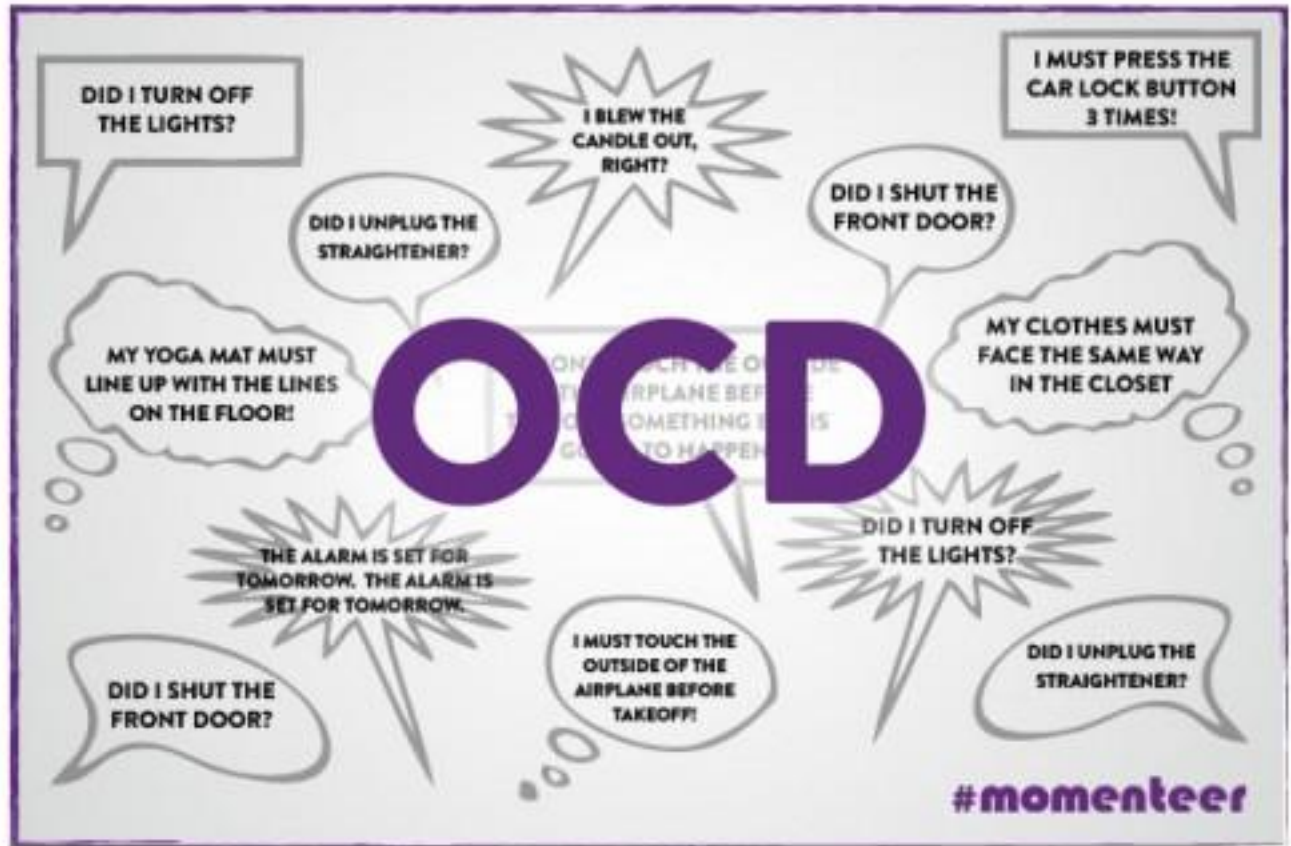 DID I TURN OFF
THE LIGHTS?
I BLEW THE
CANDLE OUT,
RIGHT?
I MUST PRESS THE
CAR LOCK BUTTON
3 TIMES!
DID I UNPLUG THE
STRAIGHTENER?
DID I SHUT THE
FRONT DOOR?
MY YOGA MAT MUST
LINE UP WITH THE LINES
ON THE FLOOR!
OCD
SOMETHING
TO HAPPEN
MY CLOTHES MUST
FACE THE SAME WAY
IN THE CLOSET
THE ALARM IS SET FOR
TOMORROW. THE ALARM IS
SET FOR TOMORROW.
DID I TURN OFF
THE LIGHTS?
DID I SHUT THE
FRONT DOOR?
I MUST TOUCH THE
OUTSIDE OF THE
AIRPLANE BEFORE
TAKEOFF!
DID I UNPLUG THE
STRAIGHTENER?
#momenteer